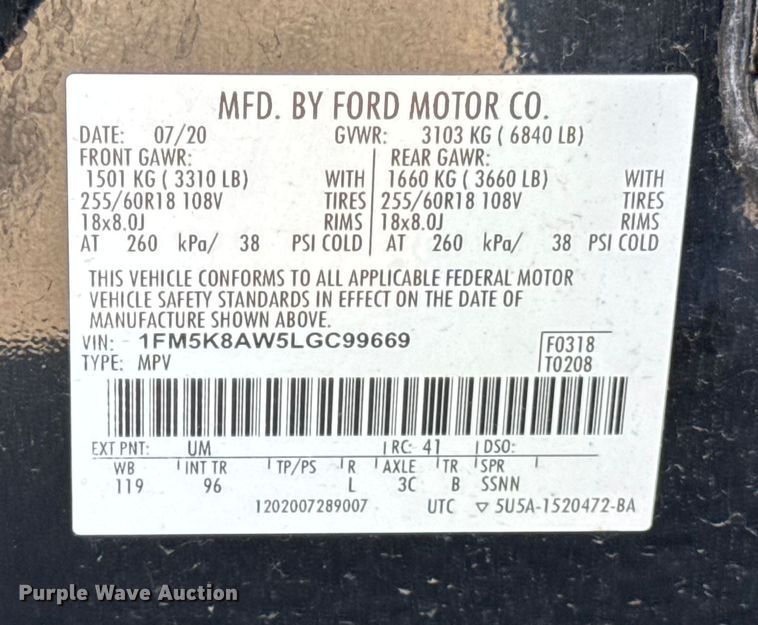 MFD. BY FORD MOTOR CO.
DATE: 07/20 GVWR: 3103 KG ( 6840 LB)
FRONT GAWR: REAR GAWR:
1501 KG ( 3310 LB) WITH 1660 KG ( 3660 LB) WITH
255/60R18 108V TIRES 255/60R18 108V TIRES
18x8.0J RIMS 18x8.0J RIMS
AT 260 kPa/ 38 PSI COLD AT 260 kPa/ 38 PSI COLD
THIS VEHICLE CONFORMS TO ALL APPLICABLE FEDERAL MOTOR
VEHICLE SAFETY STANDARDS IN EFFECT ON THE DATE OF
MANUFACTURE SHOWN ABOVE.
VIN: 1FM5K8AW5LGC99669 F0318
TYPE: MPV T0208
EXT PNT: UM RC: 41 DSO:
WB INT TR TP/PS R AXLE TR SPR
119 96 L 3C B SSNN
1202007289007 UTC ▽ 5U5A-1520472-BA
Purple Wave Auction®